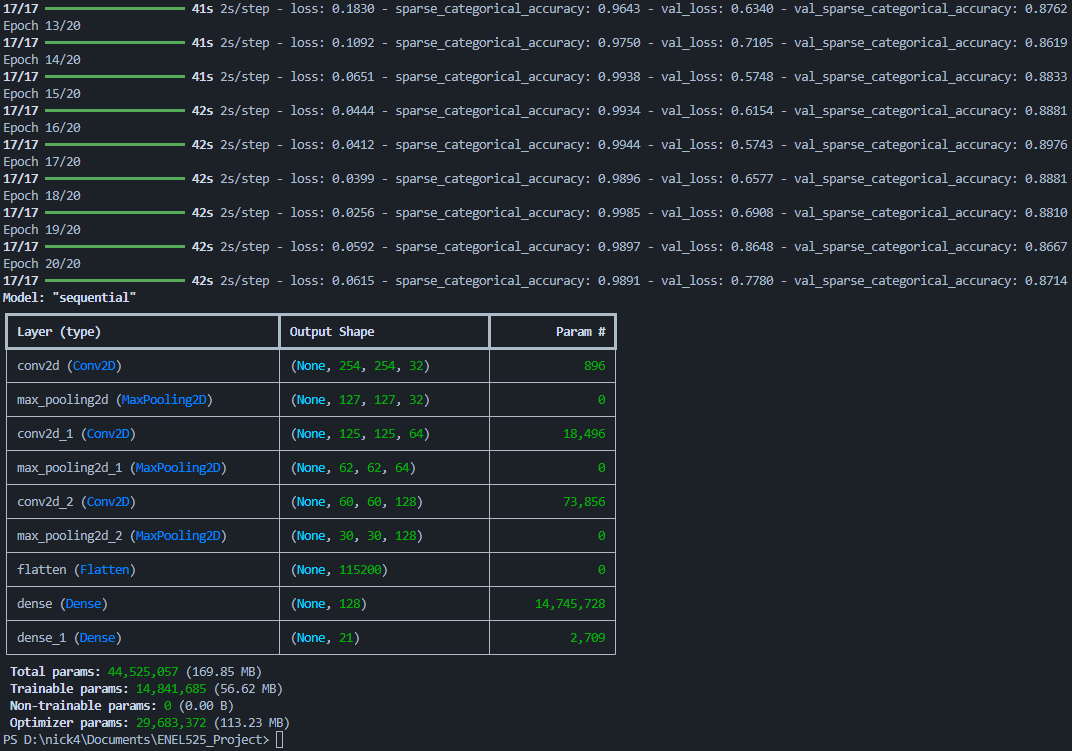 17/17 41s 2s/step - loss: 0.1830 - sparse_categorical_accuracy: 0.9643 - val_loss: 0.6340 - val_sparse_categorical_accuracy: 0.8762
Epoch 13/20
17/17 41s 2s/step - loss: 0.1092 - sparse_categorical_accuracy: 0.9750 - val_loss: 0.7105 - val_sparse_categorical_accuracy: 0.8619
Epoch 14/20
17/17 41s 2s/step - loss: 0.0651 - sparse_categorical_accuracy: 0.9938 - val_loss: 0.5748 - val_sparse_categorical_accuracy: 0.8833
Epoch 15/20
17/17 42s 2s/step - loss: 0.0444 - sparse_categorical_accuracy: 0.9934 - val_loss: 0.6154 - val_sparse_categorical_accuracy: 0.8881
Epoch 16/20
17/17 42s 2s/step - loss: 0.0412 - sparse_categorical_accuracy: 0.9944 - val_loss: 0.5743 - val_sparse_categorical_accuracy: 0.8976
Epoch 17/20
17/17 42s 2s/step - loss: 0.0399 - sparse_categorical_accuracy: 0.9896 - val_loss: 0.6577 - val_sparse_categorical_accuracy: 0.8881
Epoch 18/20
17/17 42s 2s/step - loss: 0.0256 - sparse_categorical_accuracy: 0.9985 - val_loss: 0.6908 - val_sparse_categorical_accuracy: 0.8810
Epoch 19/20
17/17 42s 2s/step - loss: 0.0592 - sparse_categorical_accuracy: 0.9897 - val_loss: 0.8648 - val_sparse_categorical_accuracy: 0.8667
Epoch 20/20
17/17 42s 2s/step - loss: 0.0615 - sparse_categorical_accuracy: 0.9891 - val_loss: 0.7780 - val_sparse_categorical_accuracy: 0.8714
Model: "sequential"
Layer (type) Output Shape Param #
conv2d (Conv2D) (None, 254, 254, 32) 896
max_pooling2d (MaxPooling2D) (None, 127, 127, 32) 0
conv2d_1 (Conv2D) (None, 125, 125, 64) 18,496
max_pooling2d_1 (MaxPooling2D) (None, 62, 62, 64) 0
conv2d_2 (Conv2D) (None, 60, 60, 128) 73,856
max_pooling2d_2 (MaxPooling2D) (None, 30, 30, 128) 0
flatten (Flatten) (None, 115200) 0
dense (Dense) (None, 128) 14,745,728
dense_1 (Dense) (None, 21) 2,709
Total params: 44,525,057 (169.85 MB)
Trainable params: 14,841,685 (56.62 MB)
Non-trainable params: 0 (0.00 B)
Optimizer params: 29,683,372 (113.23 MB)
PS D:\nick4\Documents\ENEL525_Project>